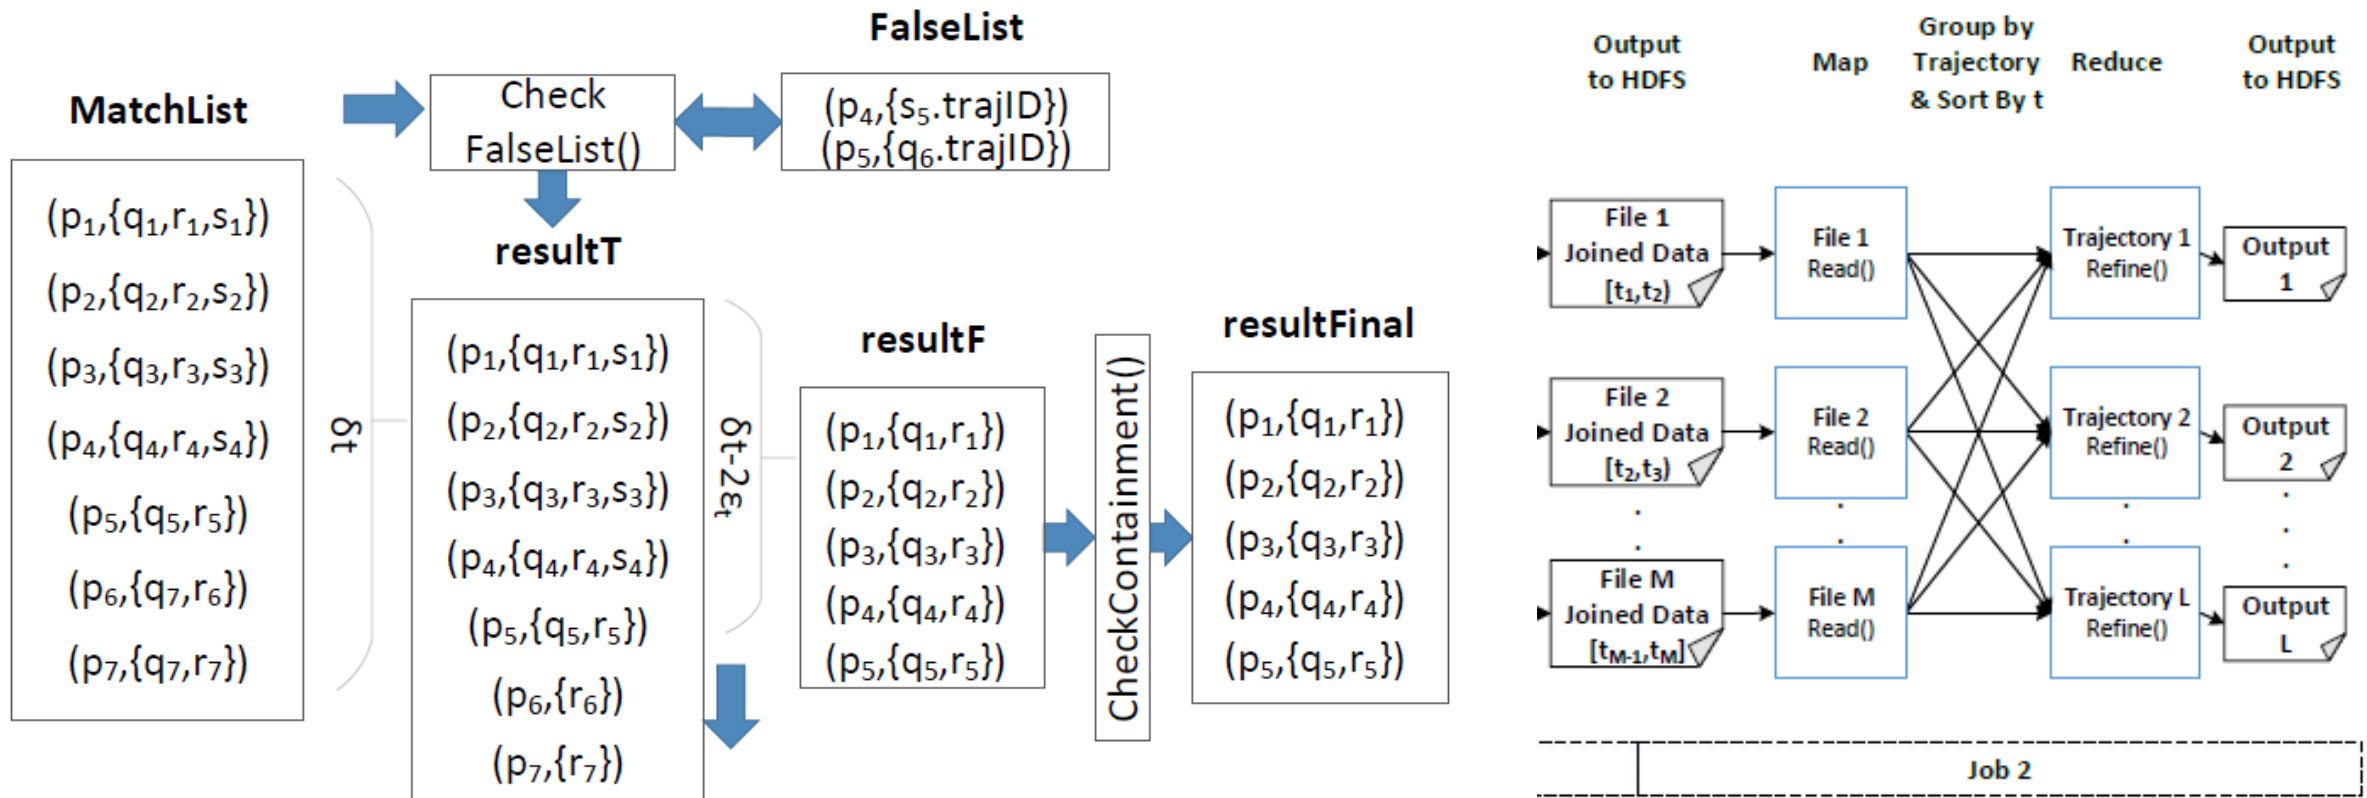 FalseList
MatchList
Check
FalseList()
(p₄,{s₅.trajID})
(p₅,{q₆.trajID})
(p₁,{q₁,r₁,s₁})
(p₂,{q₂,r₂,s₂})
(p₃,{q₃,r₃,s₃})
(p₄,{q₄,r₄,s₄})
(p₅,{q₅,r₅})
(p₆,{q₇,r₆})
(p₇,{q₇,r₇})
δt
resultT
(p₁,{q₁,r₁,s₁})
(p₂,{q₂,r₂,s₂})
(p₃,{q₃,r₃,s₃})
(p₄,{q₄,r₄,s₄})
(p₅,{q₅,r₅})
(p₆,{r₆})
(p₇,{r₇})
δt-2εₜ
resultF
(p₁,{q₁,r₁})
(p₂,{q₂,r₂})
(p₃,{q₃,r₃})
(p₄,{q₄,r₄})
(p₅,{q₅,r₅})
CheckContainment()
resultFinal
(p₁,{q₁,r₁})
(p₂,{q₂,r₂})
(p₃,{q₃,r₃})
(p₄,{q₄,r₄})
(p₅,{q₅,r₅})
Output
to HDFS
Map
Group by
Trajectory
& Sort By t
Reduce
Output
to HDFS
File 1
Joined Data
[t₁,t₂)
File 1
Read()
Trajectory 1
Refine()
Output
1
File 2
Joined Data
[t₂,t₃)
File 2
Read()
Trajectory 2
Refine()
Output
2
File M
Joined Data
[t_M-1,t_M]
File M
Read()
Trajectory L
Refine()
Output
L
Job 2